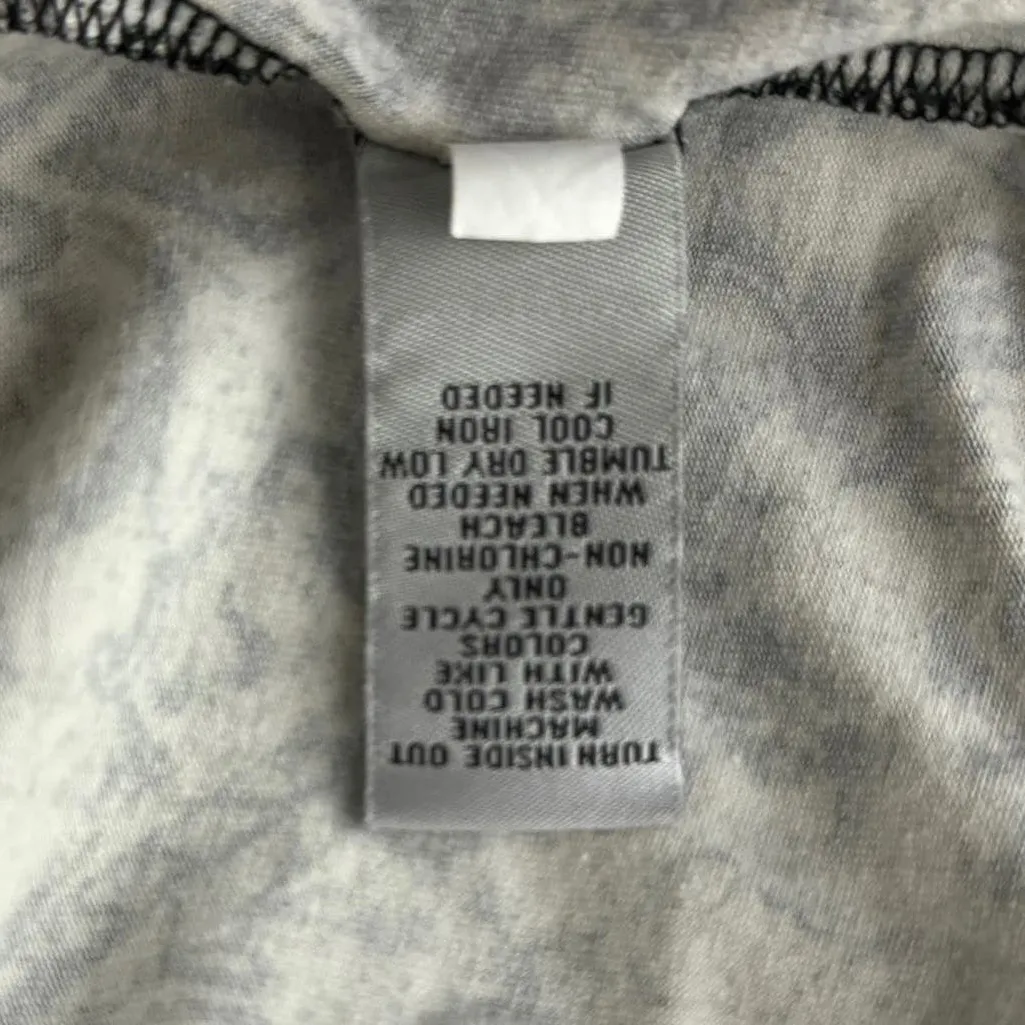 TURN INSIDE OUT
MACHINE
WASH COLD
WITH LIKE
COLORS
GENTLE CYCLE
ONLY
NON-CHLORINE
BLEACH
WHEN NEEDED
TUMBLE DRY LOW
COOL IRON
IF NEEDED